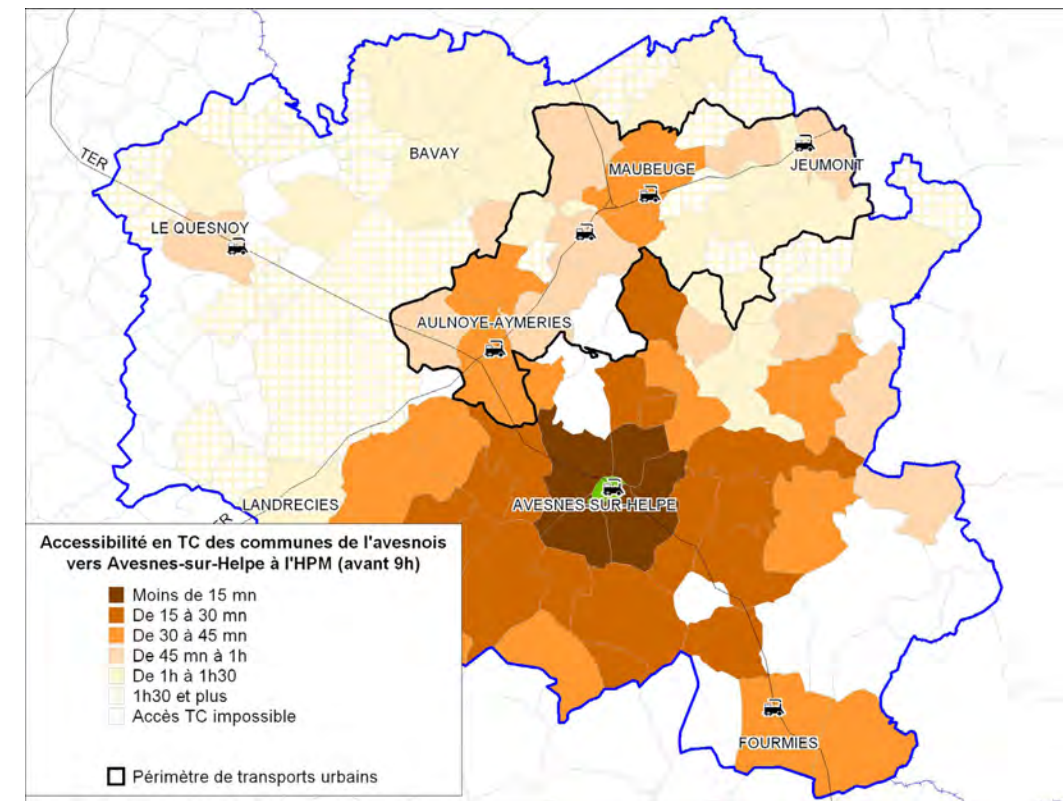 BAVAY
MAUBEUGE
JEUMONT
TER
LE QUESNOY
AULNOYE-AYMERIES
LANDRECIES
AVESNES-SUR-HELPE
FOURMIES
Accessibilité en TC des communes de l'avesnois
vers Avesnes-sur-Helpe à l'HPM (avant 9h)
Moins de 15 mn
De 15 à 30 mn
De 30 à 45 mn
De 45 mn à 1h
De 1h à 1h30
1h30 et plus
Accès TC impossible
Périmètre de transports urbains